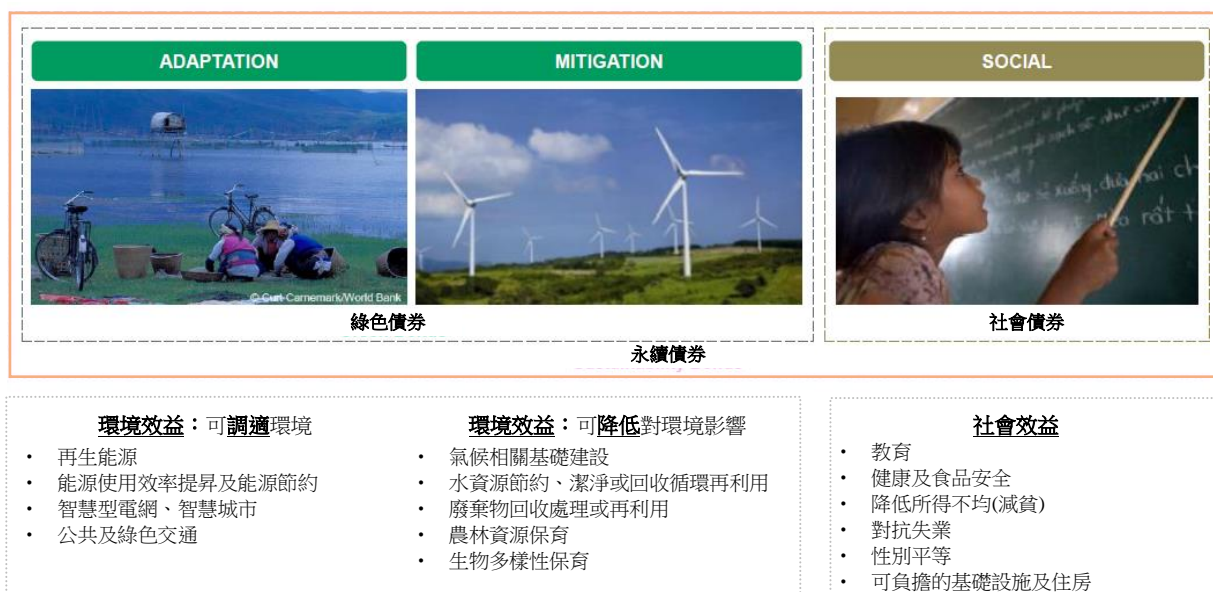 ADAPTATION
MITIGATION
SOCIAL
© Curt Carnemark/World Bank
綠色債券
社會債券
永續債券
環境效益：可調適環境
• 再生能源
• 能源使用效率提昇及能源節約
• 智慧型電網、智慧城市
• 公共及綠色交通
環境效益：可降低對環境影響
• 氣候相關基礎建設
• 水資源節約、潔淨或回收循環再利用
• 廢棄物回收處理或再利用
• 農林資源保育
• 生物多樣性保育
社會效益
• 教育
• 健康及食品安全
• 降低所得不均(減貧)
• 對抗失業
• 性別平等
• 可負擔的基礎設施及住房